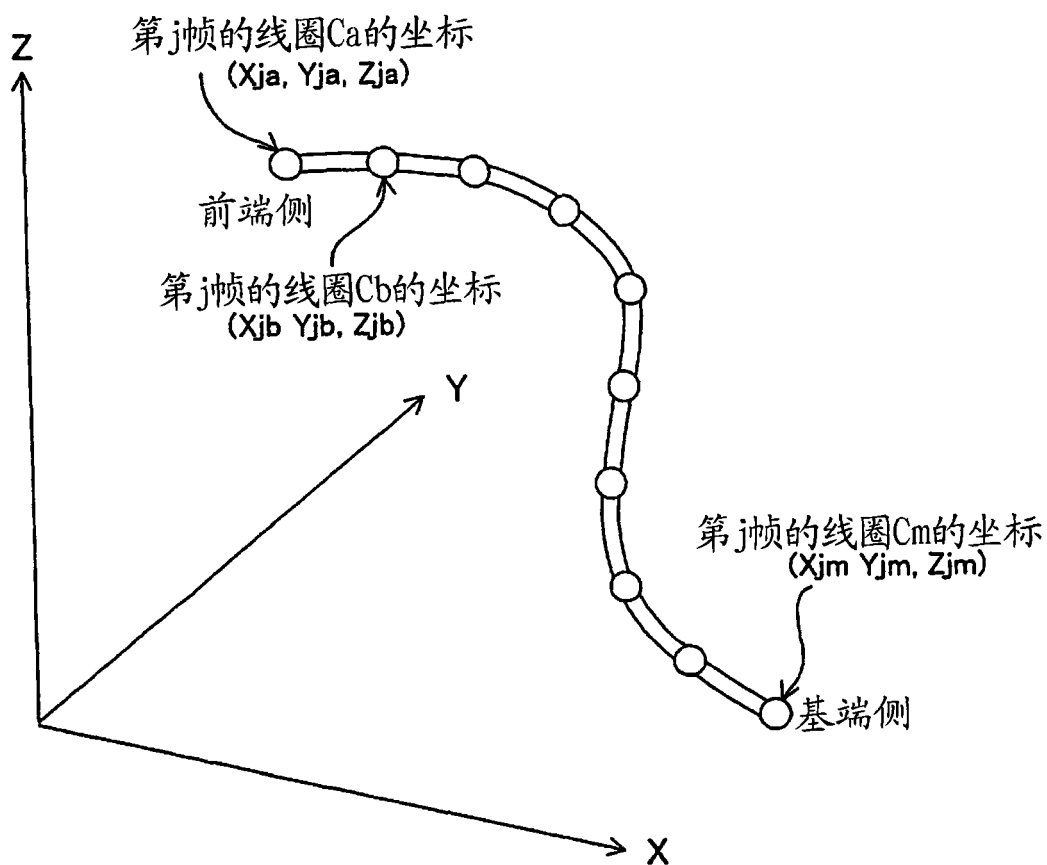 第j帧的线圈Ca的坐标
(Xja, Yja, Zja)
Z
前端侧
第j帧的线圈Cb的坐标
(Xjb Yjb, Zjb)
Y
第j帧的线圈Cm的坐标
(Xjm Yjm, Zjm)
基端侧
X